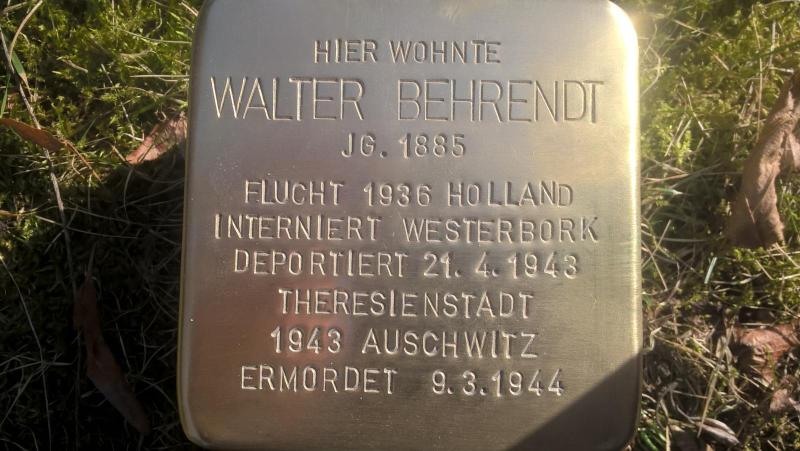 HIER WOHNTE
WALTER BEHRENDT
JG. 1885
FLUCHT 1936 HOLLAND
INTERNIERT WESTERBORK
DEPORTIERT 21.4.1943
THERESIENSTADT
1943 AUSCHWITZ
ERMORDET 9.3.1944